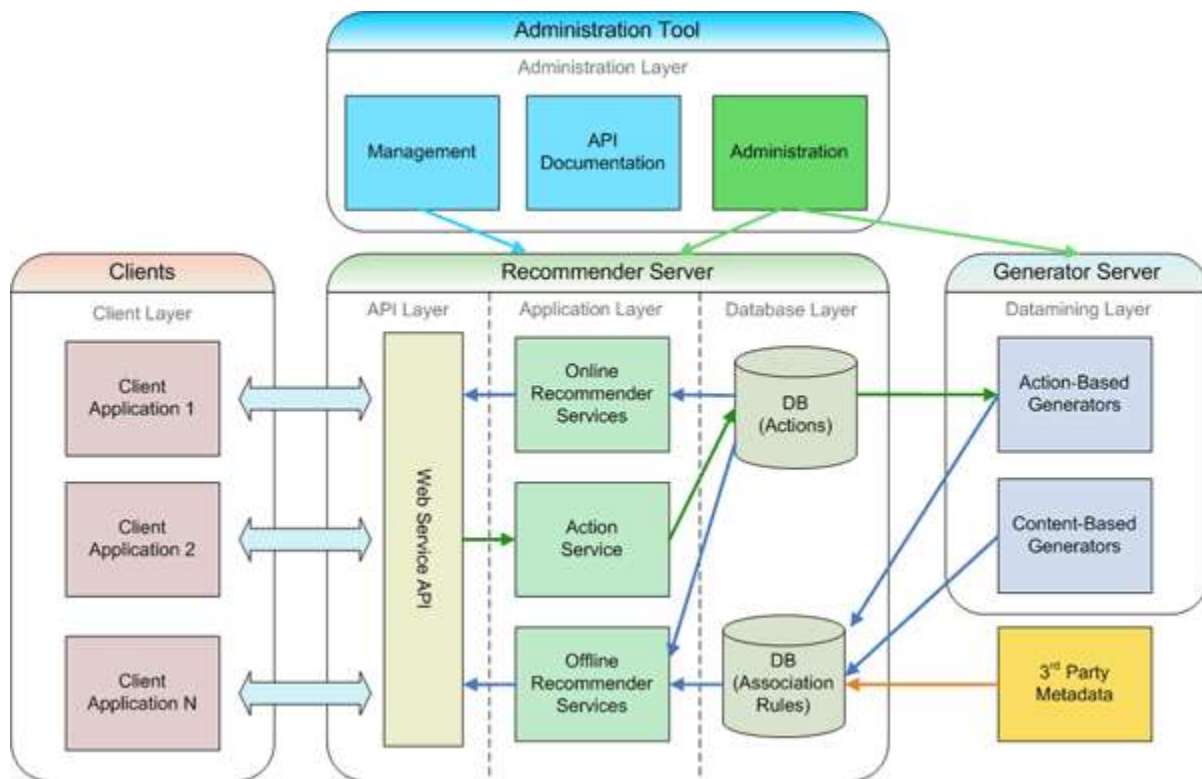 Administration Tool
Administration Layer
Management
API
Documentation
Administration
Clients
Client Layer
Client
Application 1
Client
Application 2
Client
Application N
Recommender Server
API Layer
Application Layer
Database Layer
Web Service API
Online
Recommender
Services
Action
Service
Offline
Recommender
Services
DB
(Actions)
DB
(Association
Rules)
Generator Server
Datamining Layer
Action-Based
Generators
Content-Based
Generators
3rd Party
Metadata